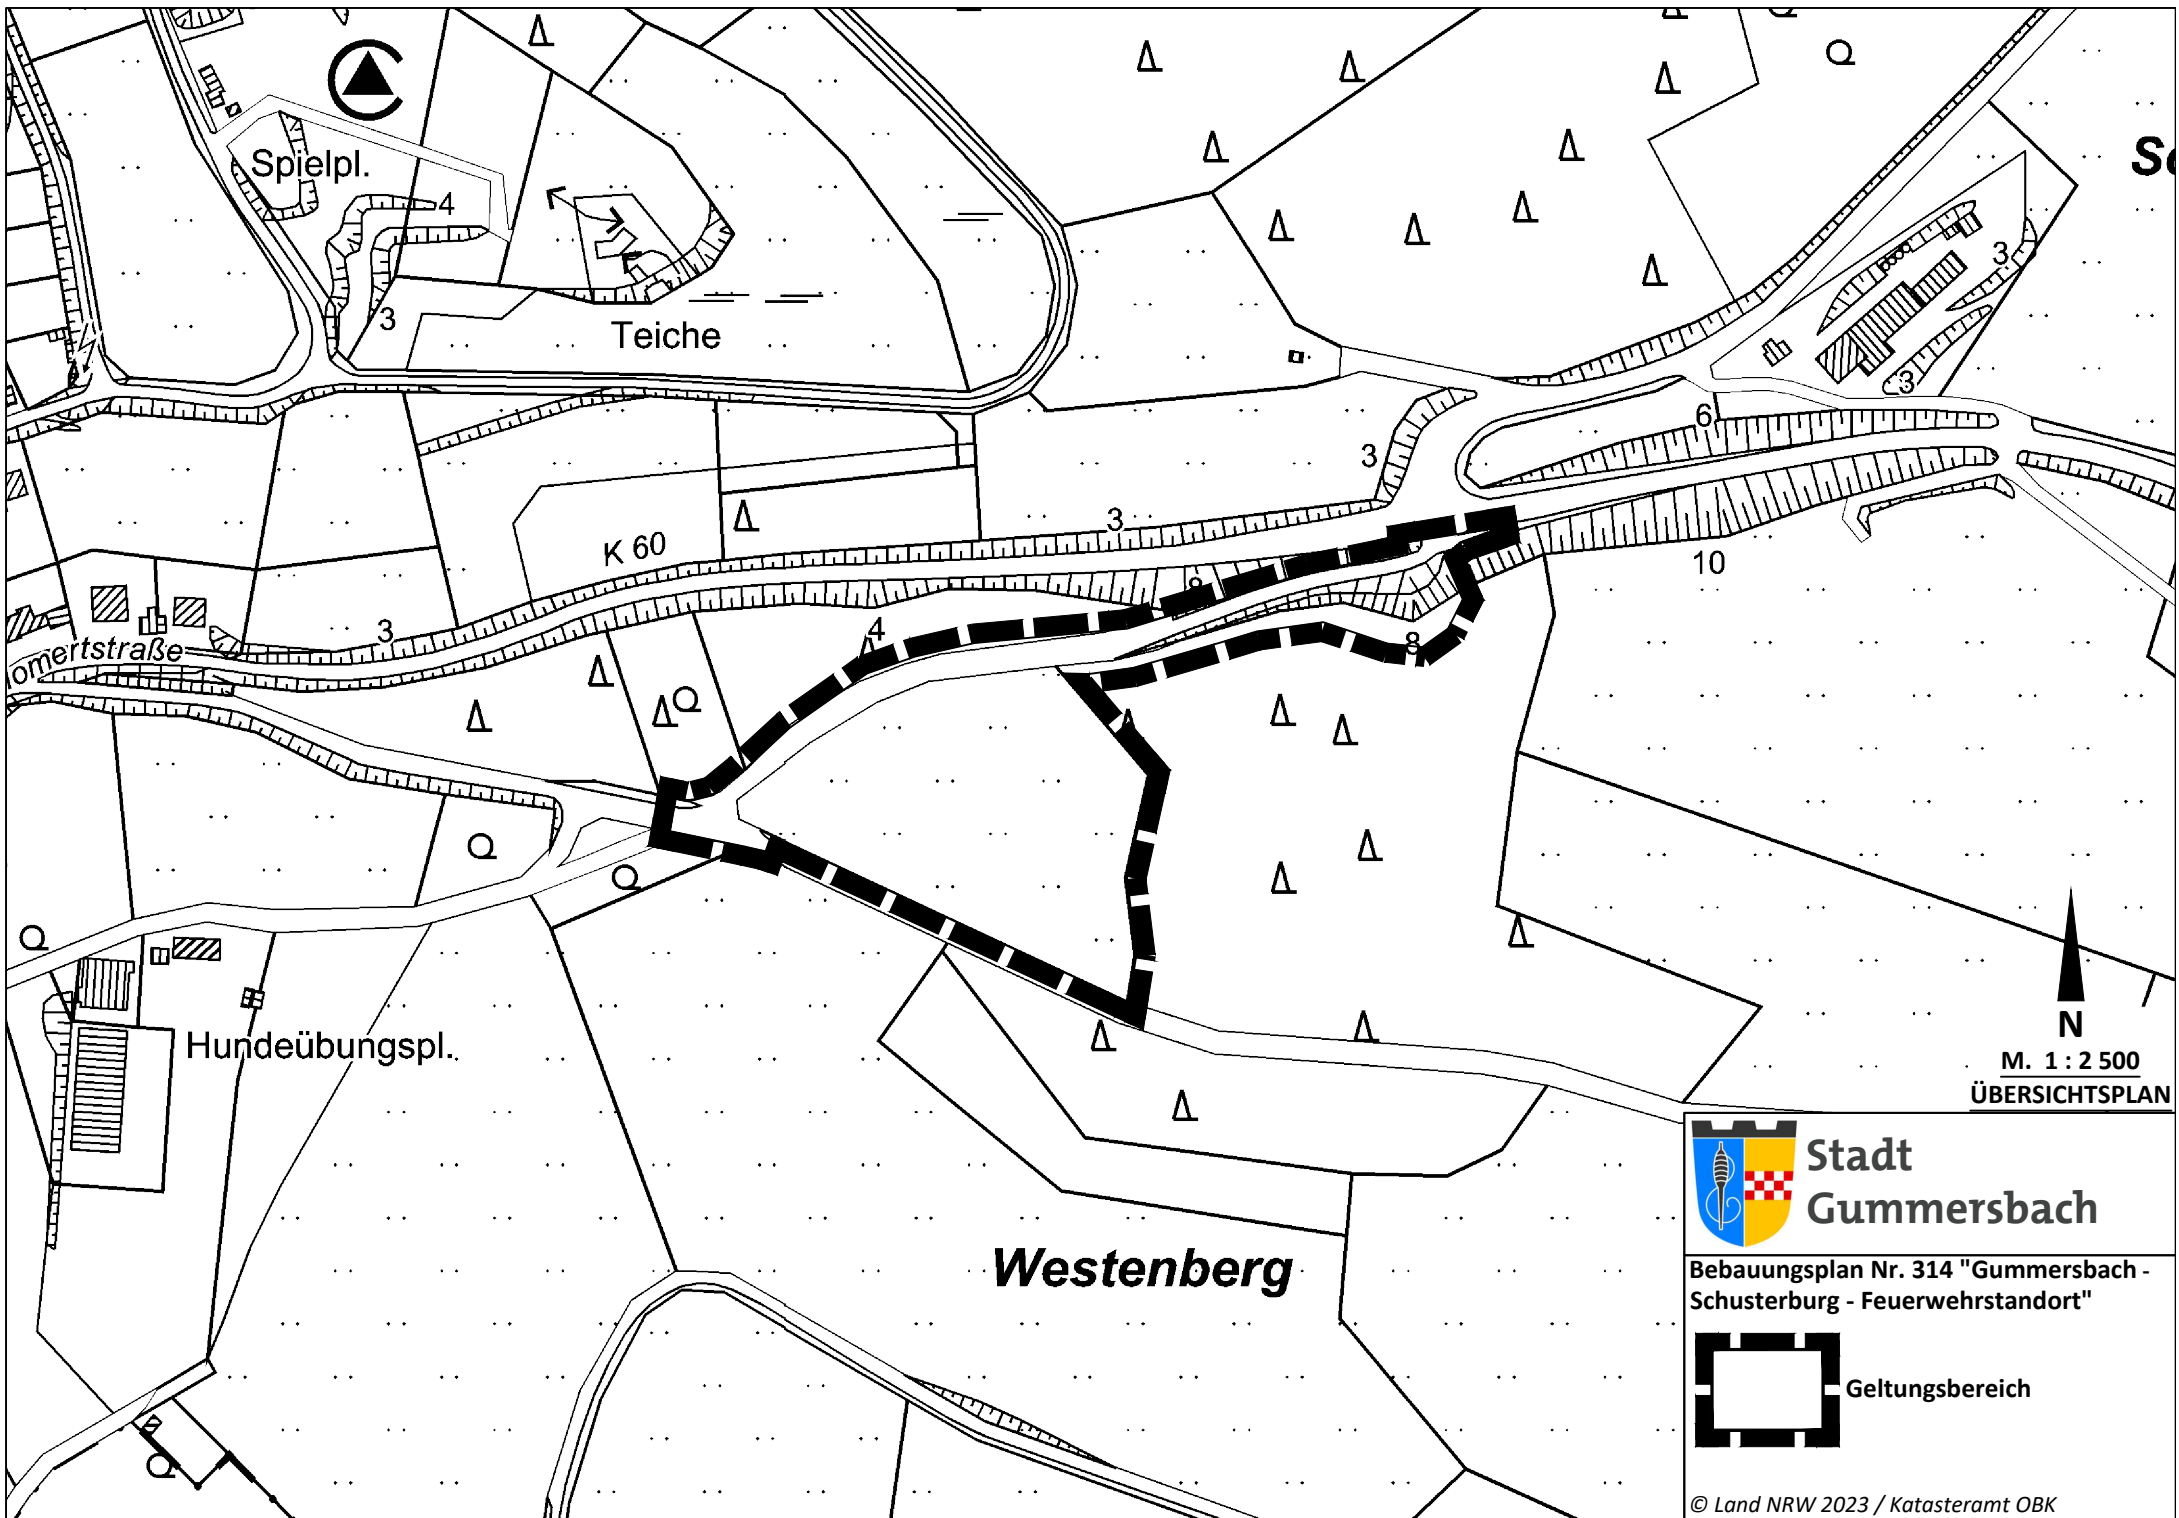 Spielpl.
4
3
Teiche
3
3
6
3
3
K 60
10
8
4
8
3
omertstraße
Hundeübungspl.
Westenberg
N
M. 1 : 2 500
ÜBERSICHTSPLAN
Stadt
Gummersbach
Bebauungsplan Nr. 314 "Gummersbach -
Schusterburg - Feuerwehrstandort"
Geltungsbereich
© Land NRW 2023 / Katasteramt OBK